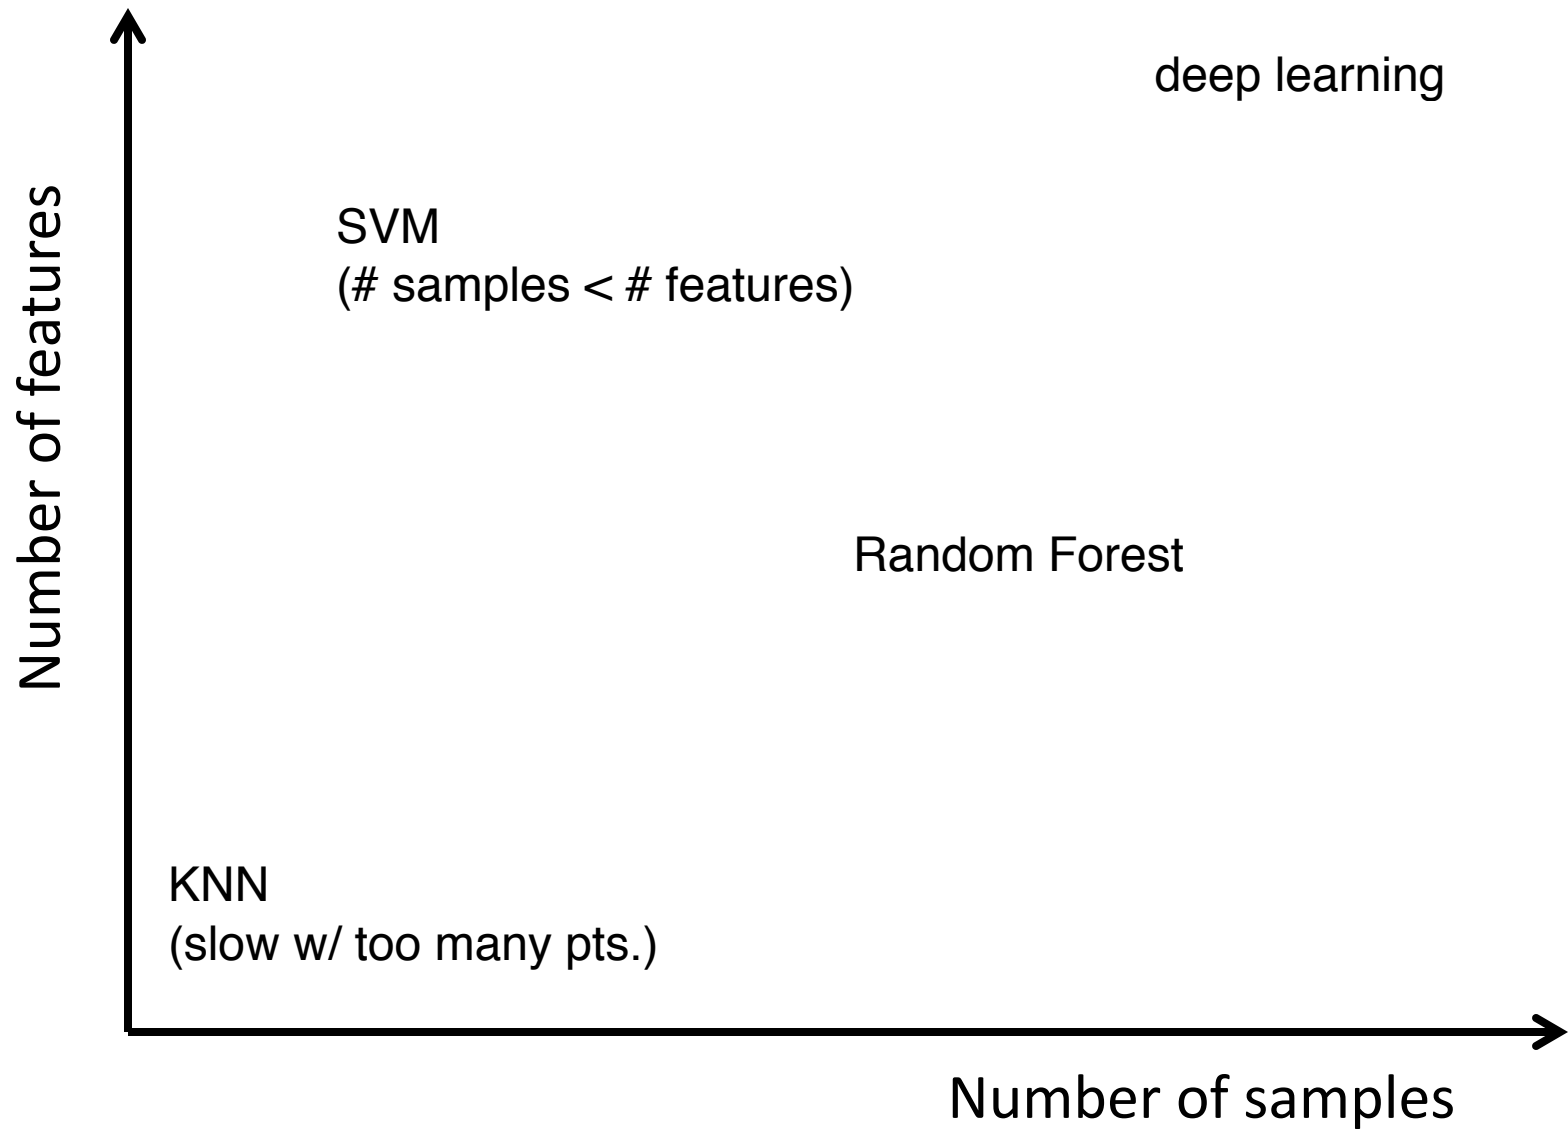 deep learning
SVM
(# samples < # features)
Number of features
Random Forest
KNN
(slow w/ too many pts.)
Number of samples